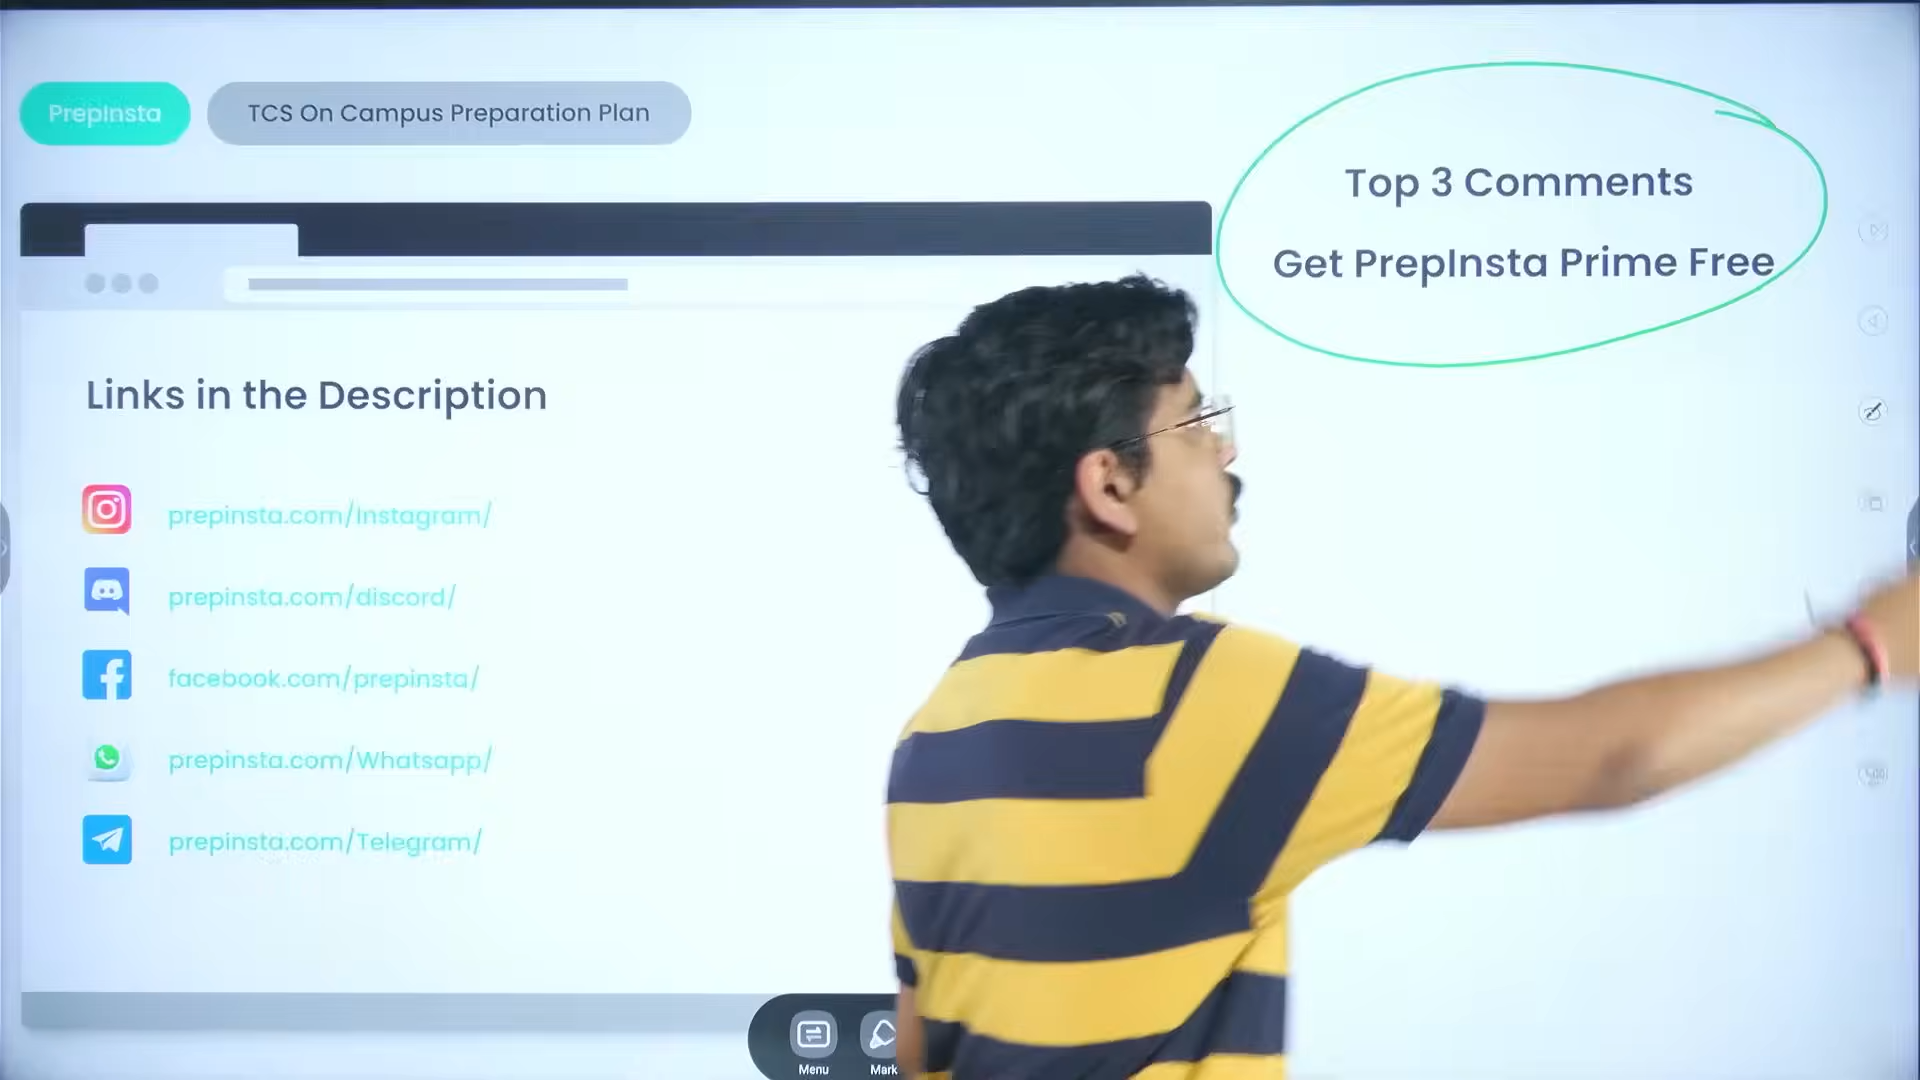 PrepInsta
TCS On Campus Preparation Plan
Top 3 Comments
Get PrepInsta Prime Free
Links in the Description
prepinsta.com/Instagram/
prepinsta.com/discord/
facebook.com/prepinsta/
prepinsta.com/Whatsapp/
prepinsta.com/Telegram/
Menu
Mark